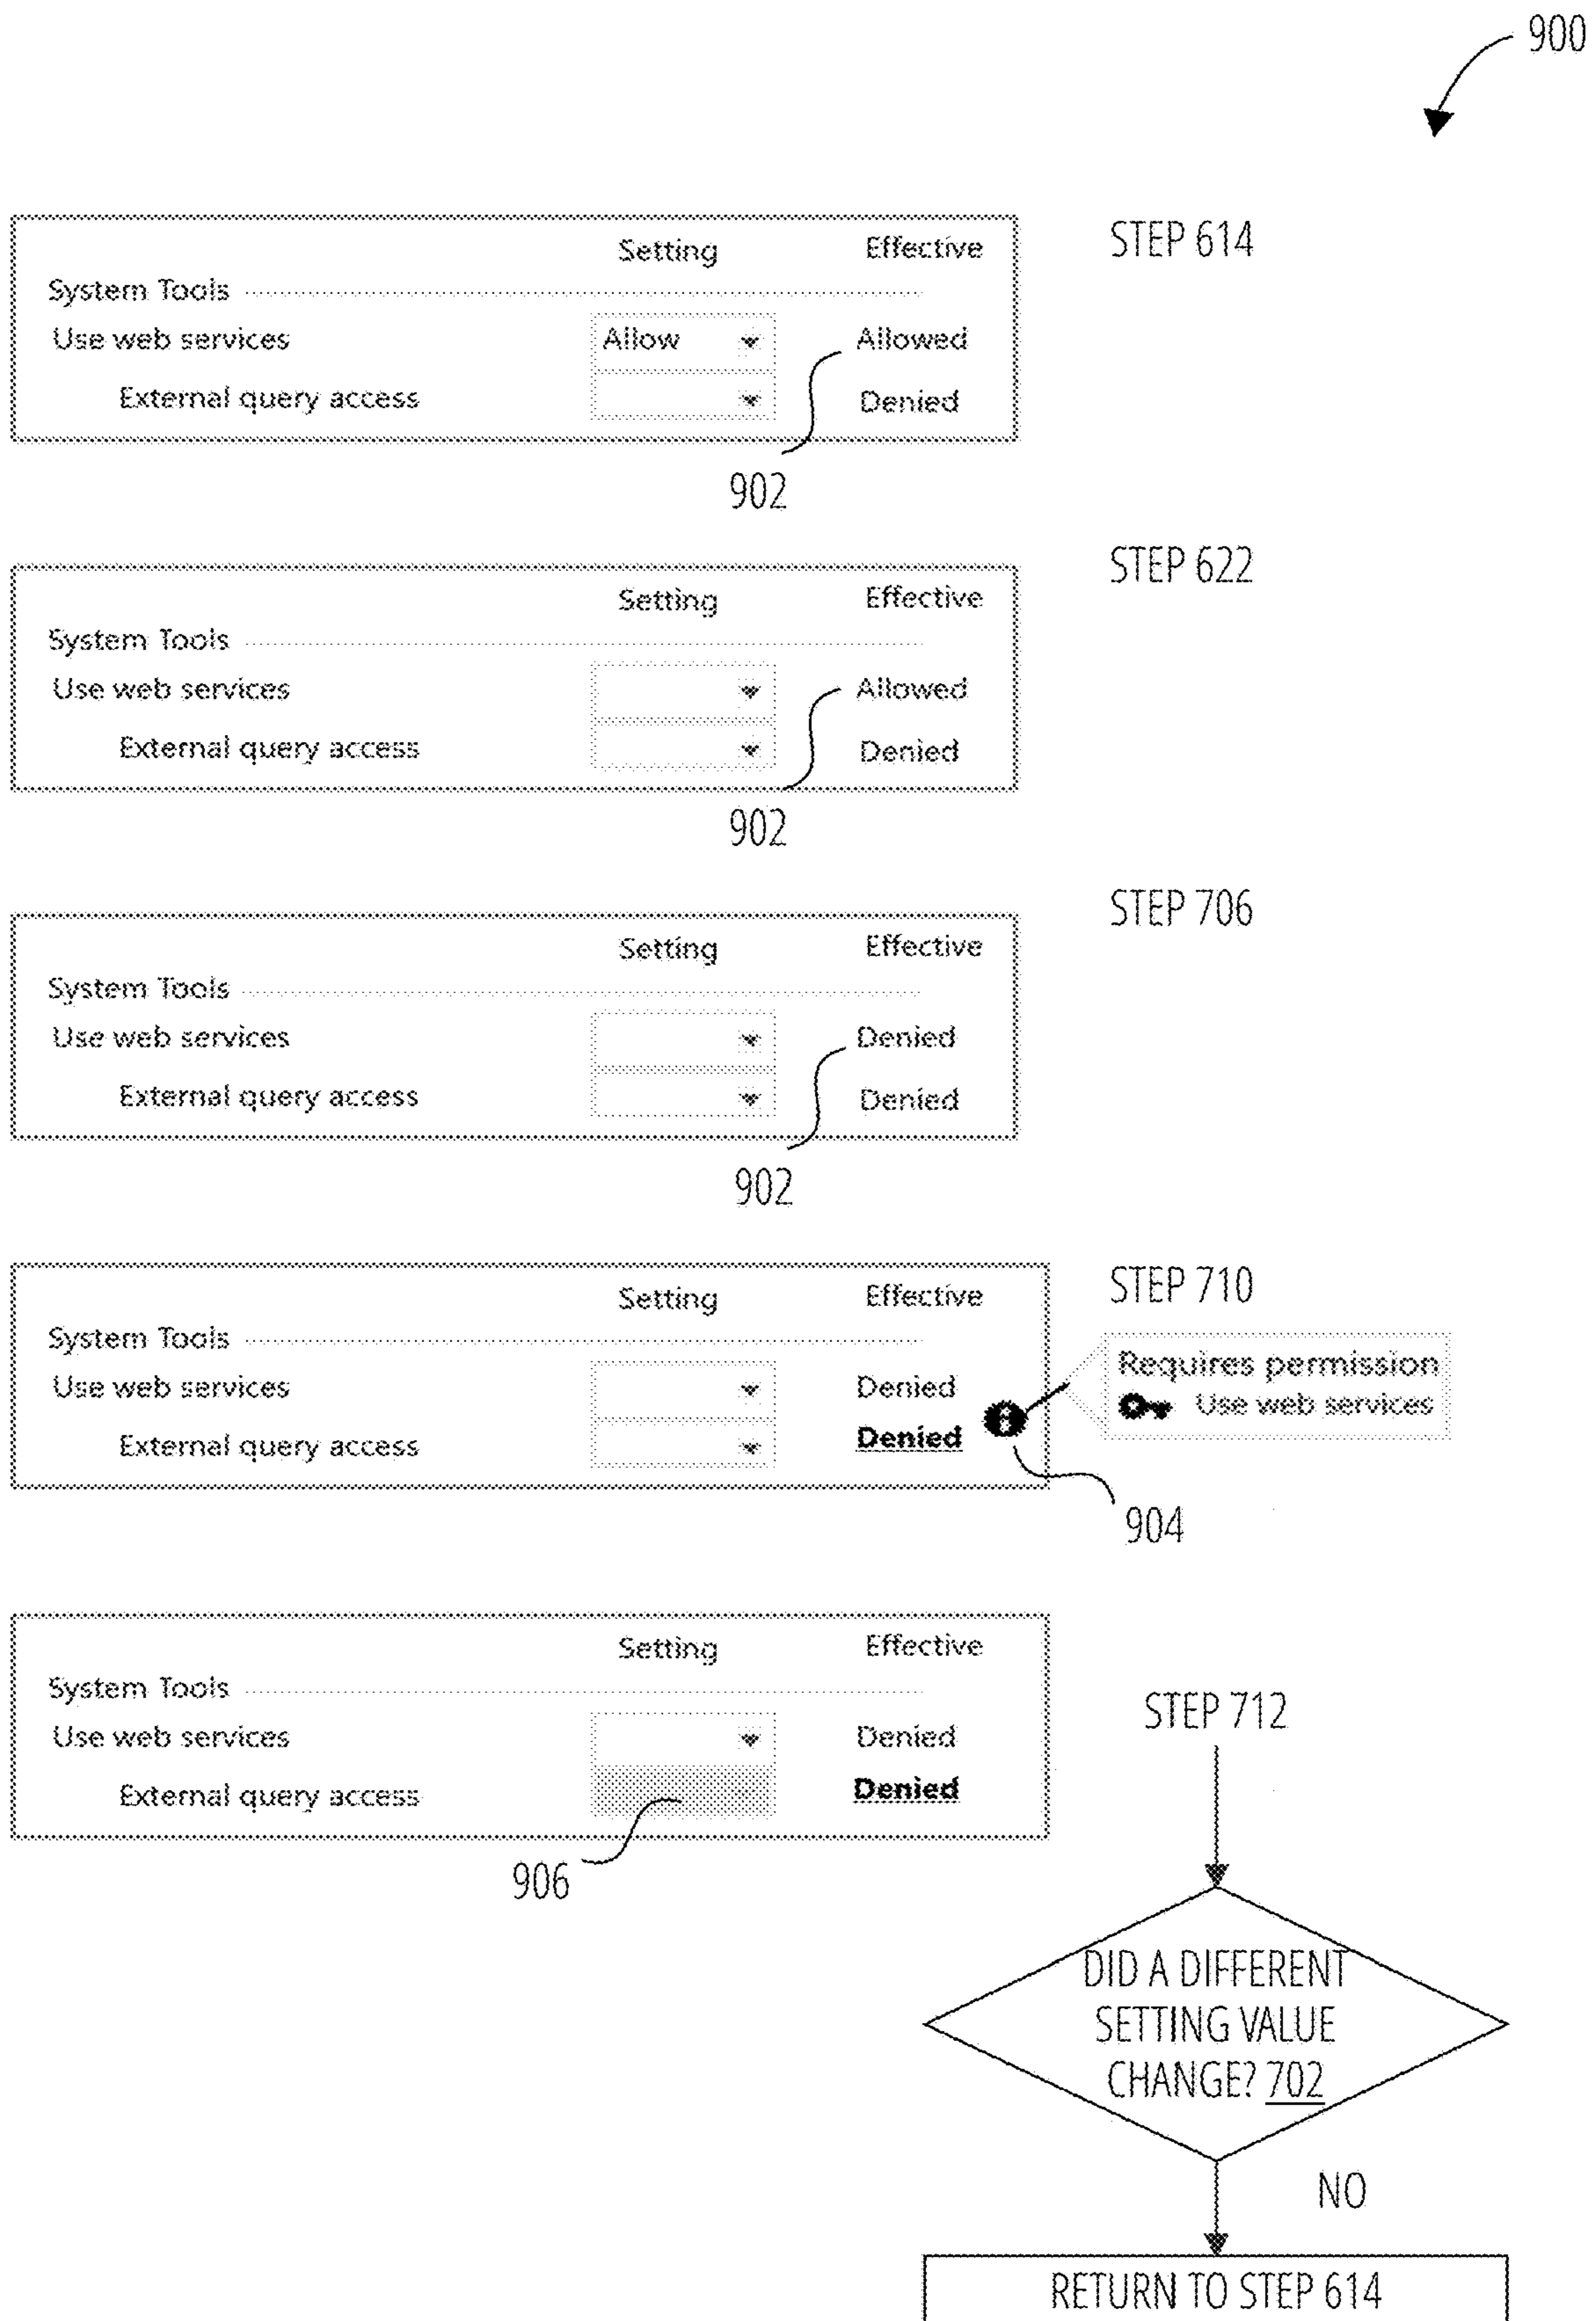 900
STEP 614
Setting Effective
System Tools
Use web services Allow Allowed
External query access Denied
902
STEP 622
Setting Effective
System Tools
Use web services Allowed
External query access Denied
902
STEP 706
Setting Effective
System Tools
Use web services Denied
External query access Denied
902
STEP 710
Setting Effective
System Tools
Use web services Denied
External query access Denied
Requires permission
Use web services
904
Setting Effective
System Tools
Use web services Denied
External query access Denied
906
STEP 712
DID A DIFFERENT
SETTING VALUE
CHANGE? 702
NO
RETURN TO STEP 614